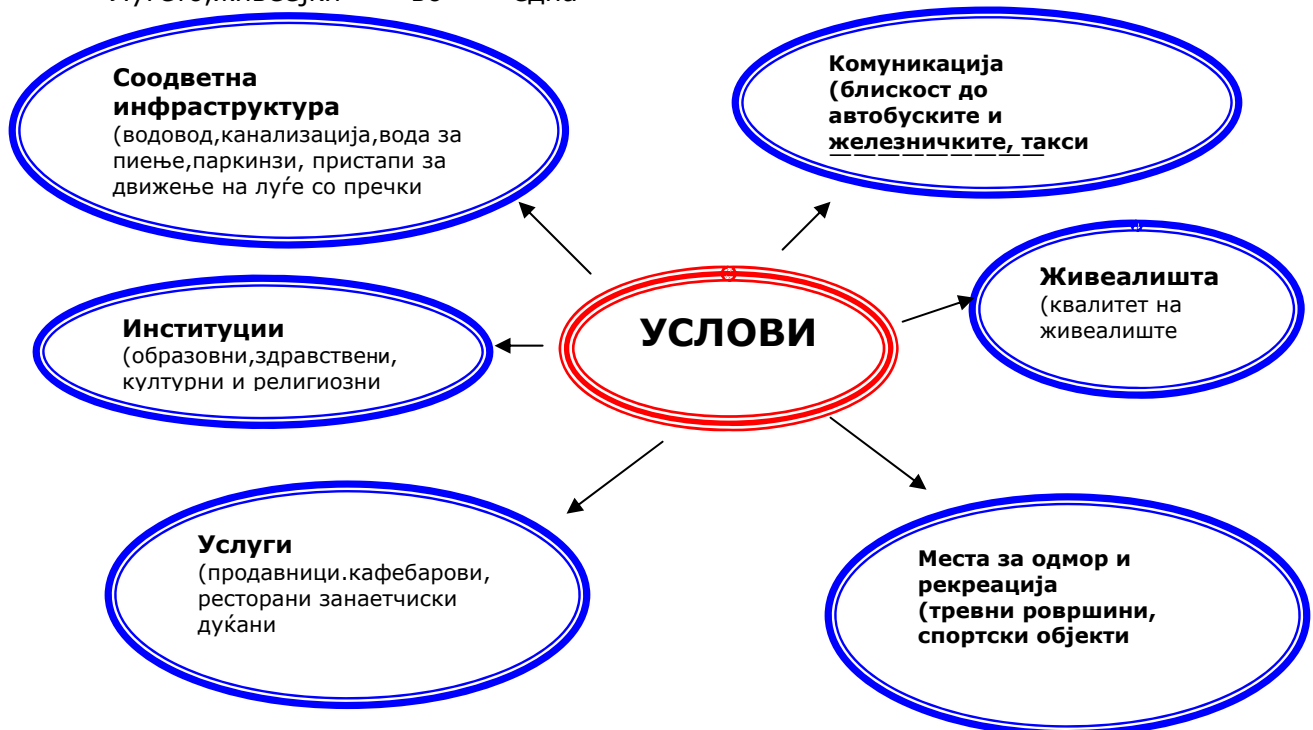 Соодветна
инфраструктура
(водовод,канализација,вода за
пиење,паркинзи, пристапи за
движење на луѓе со пречки
Комуникација
(блискост до
автобуските и
железничките, такси
Живеалишта
(квалитет на
живеалиште
УСЛОВИ
Институции
(образовни,здравствени,
културни и религиозни
Услуги
(продавници.кафебарови,
ресторани занаетчиски
дуќани
Места за одмор и
рекреација
(тревни ровршини,
спортски објекти